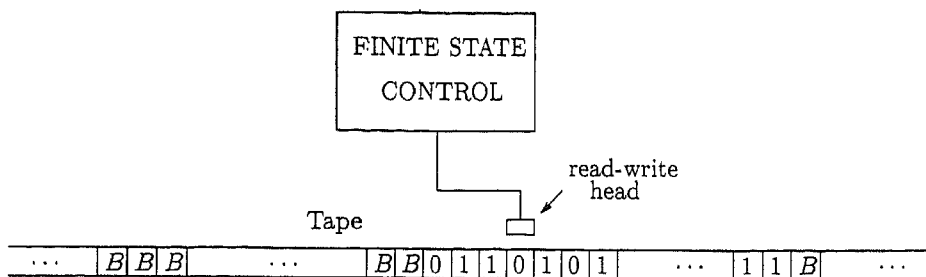 FINITE STATE
CONTROL
read-write
head
Tape
... B B B ... B B 0 1 1 0 1 0 1 ... 1 1 B ...